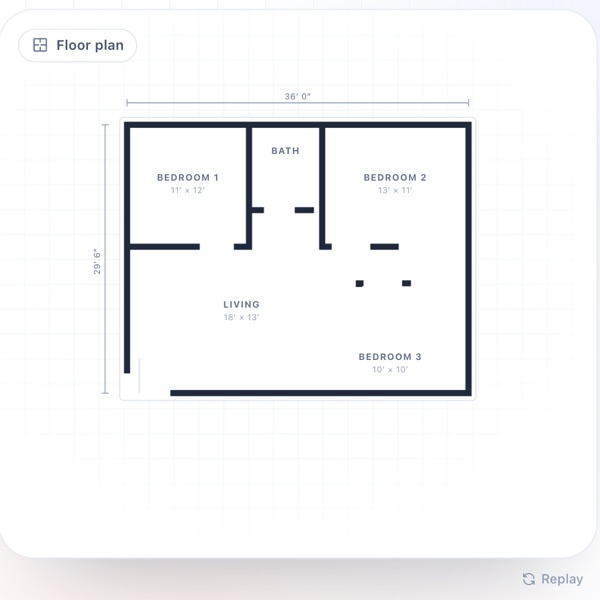 Floor plan
36' 0"
BATH
BEDROOM 1
11' × 12'
BEDROOM 2
13' × 11'
29' 6"
LIVING
18' × 13'
BEDROOM 3
10' × 10'
Replay